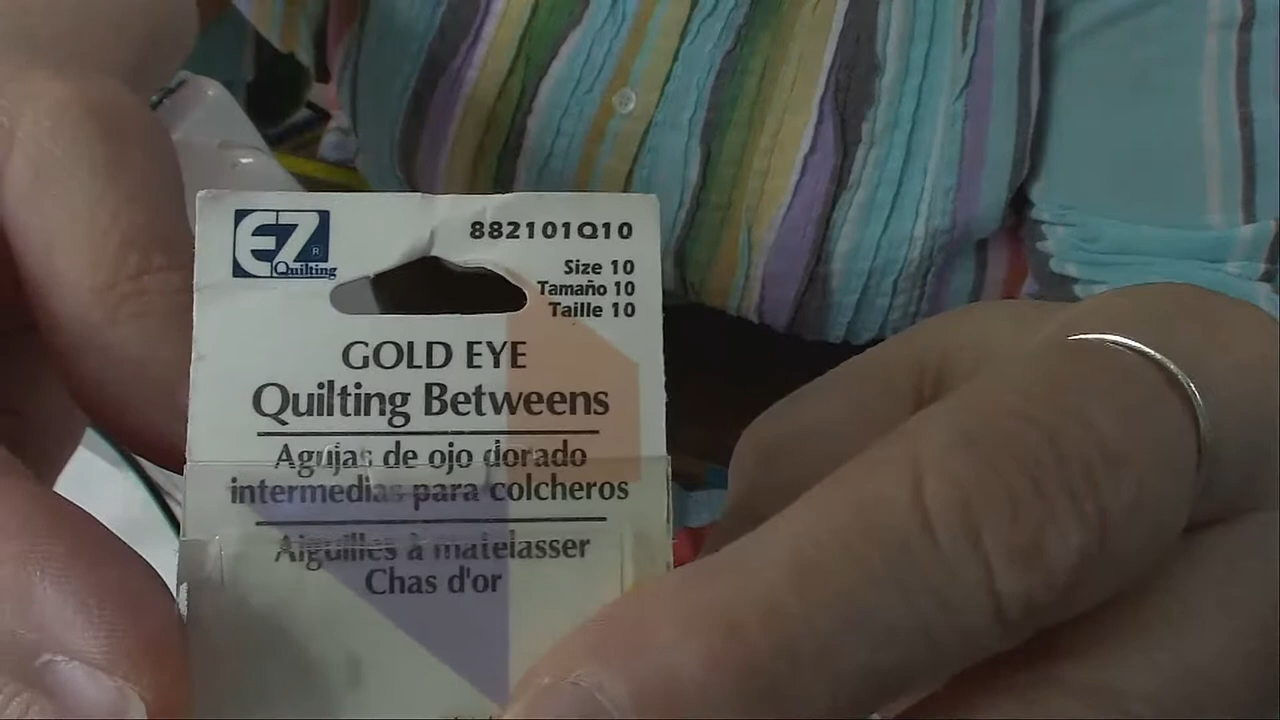 EZ
Quilting
882101Q10
Size 10
Tamaño 10
Taille 10
GOLD EYE
Quilting Betweens
Agujas de ojo dorado
intermedias para colcheros
Aiguilles à matelasser
Chas d'or